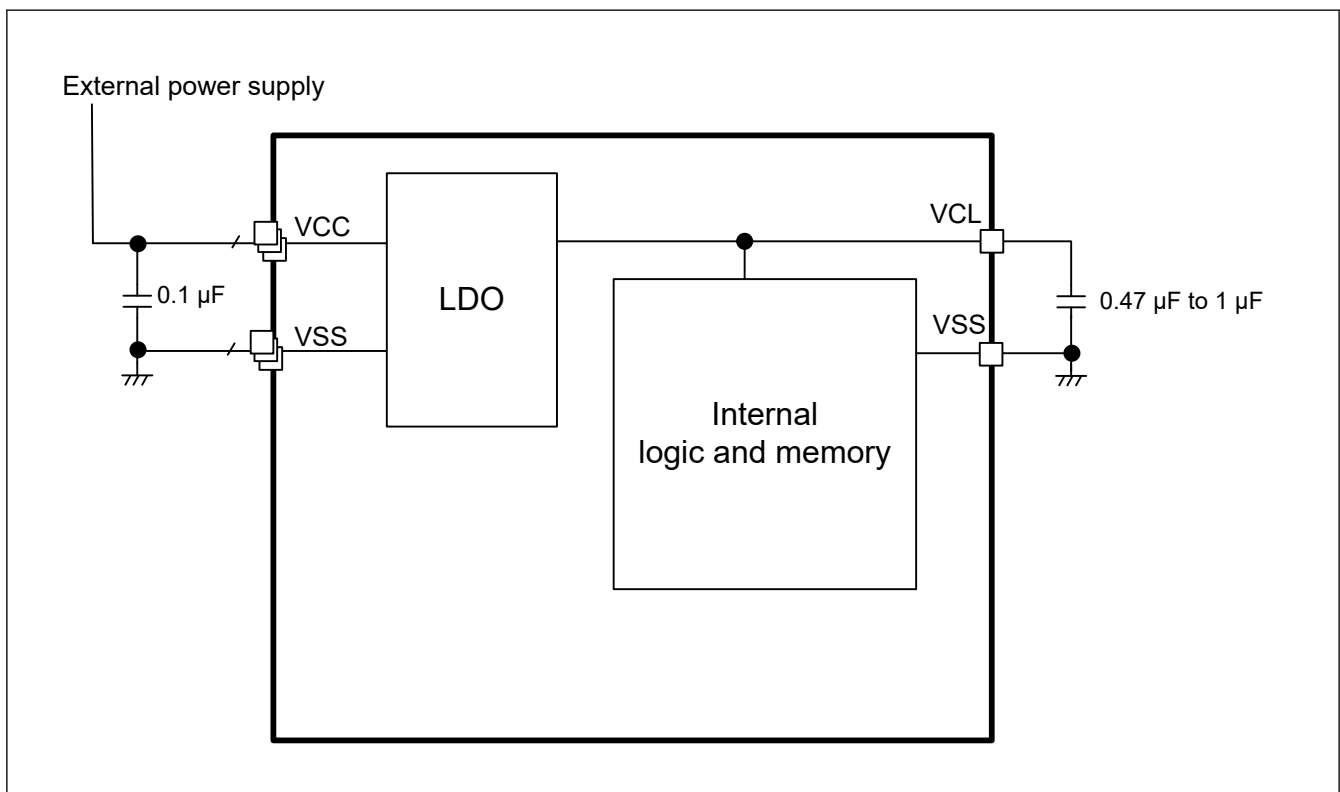 External power supply
VCC
VCL
LDO
0.1 µF
0.47 µF to 1 µF
VSS
VSS
Internal
logic and memory